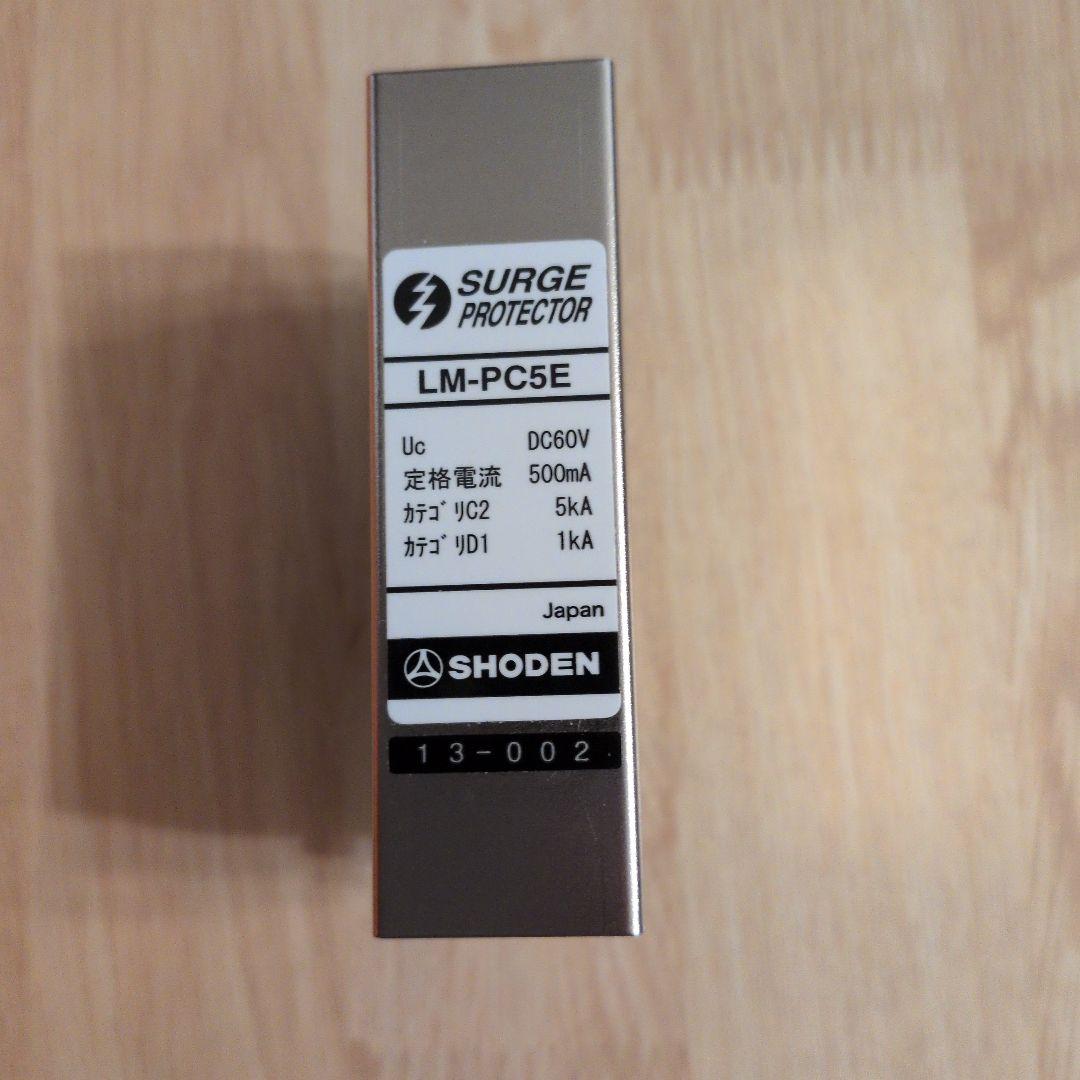 SURGE
PROTECTOR
LM-PC5E
Uc DC60V
定格電流 500mA
ｶﾃｺﾞﾘC2 5kA
ｶﾃｺﾞﾘD1 1kA
Japan
SHODEN
13-002